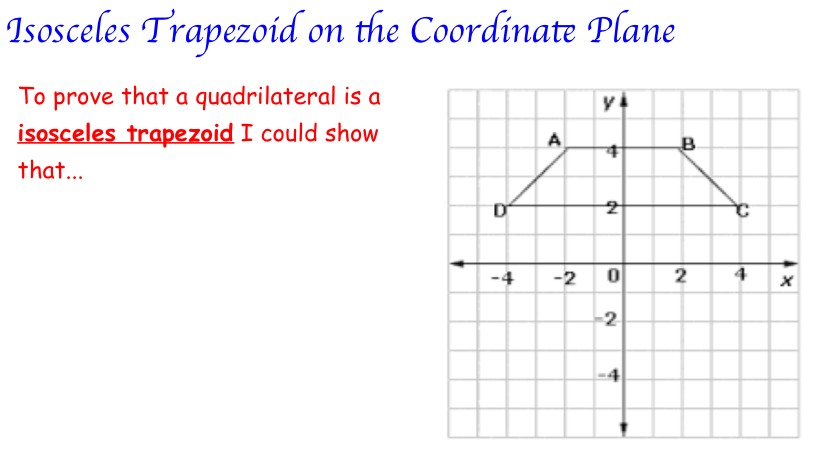 Isosceles Trapezoid on the Coordinate Plane
To prove that a quadrilateral is a
isosceles trapezoid I could show
that...
y
A
4
B
D
2
C
-4
-2
0
2
4
x
-2
-4